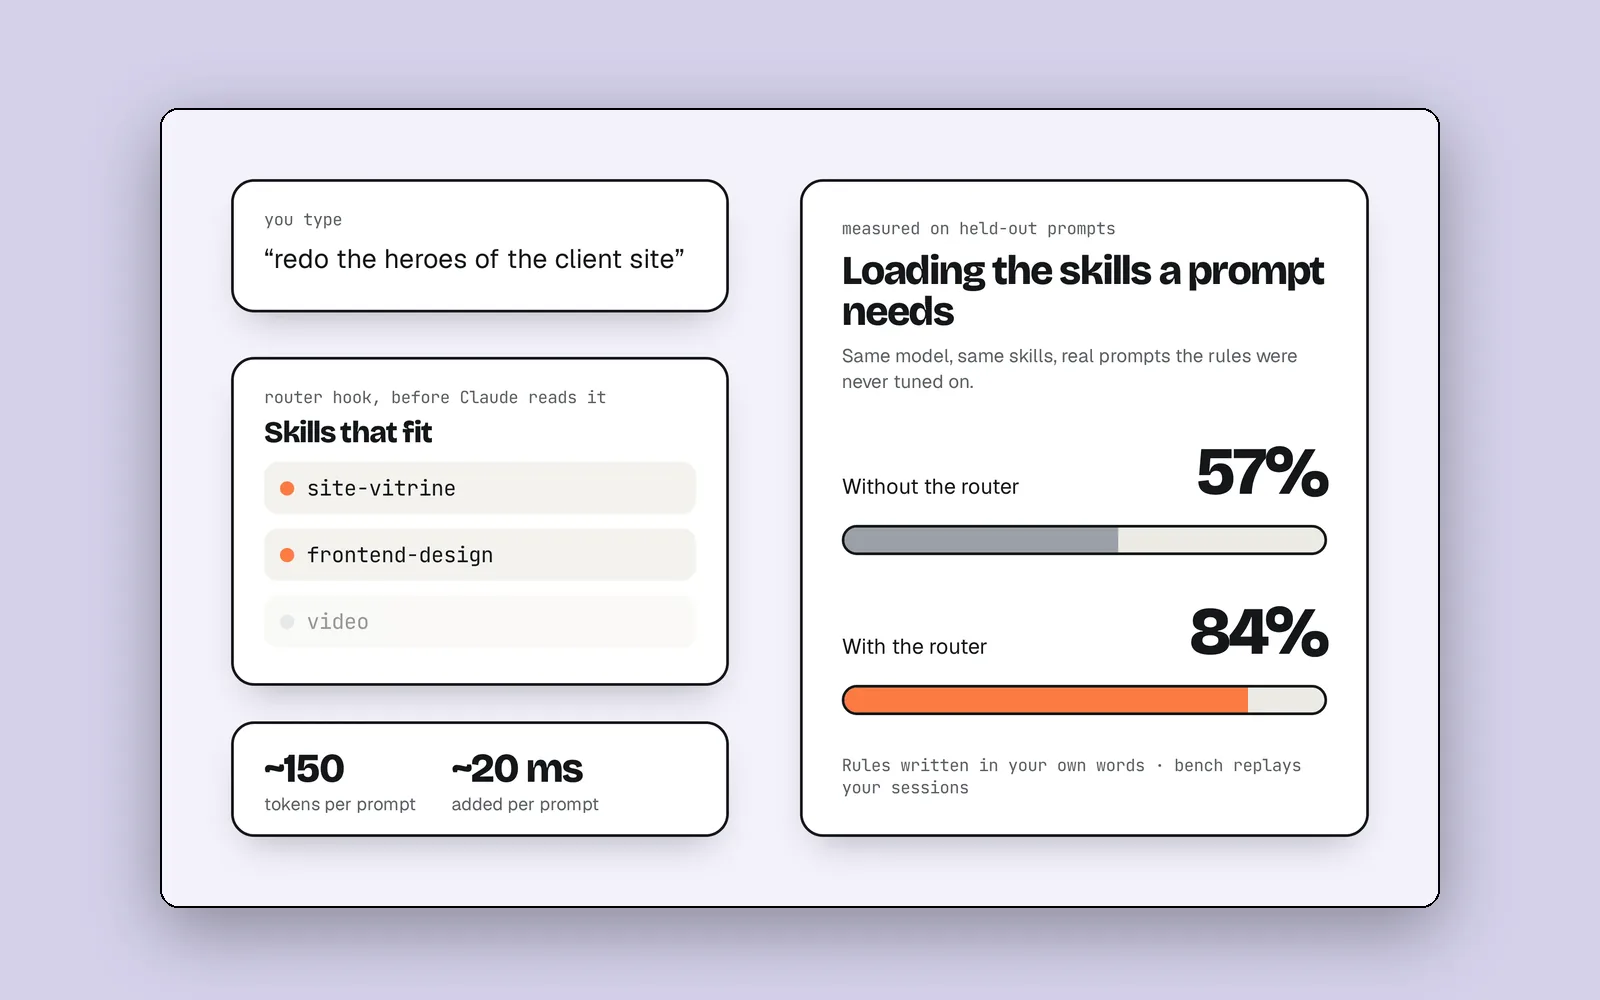 you type
“redo the heroes of the client site”
router hook, before Claude reads it
Skills that fit
site-vitrine
frontend-design
video
~150
tokens per prompt
~20 ms
added per prompt
measured on held-out prompts
Loading the skills a prompt
needs
Same model, same skills, real prompts the rules were
never tuned on.
Without the router
57%
With the router
84%
Rules written in your own words · bench replays
your sessions